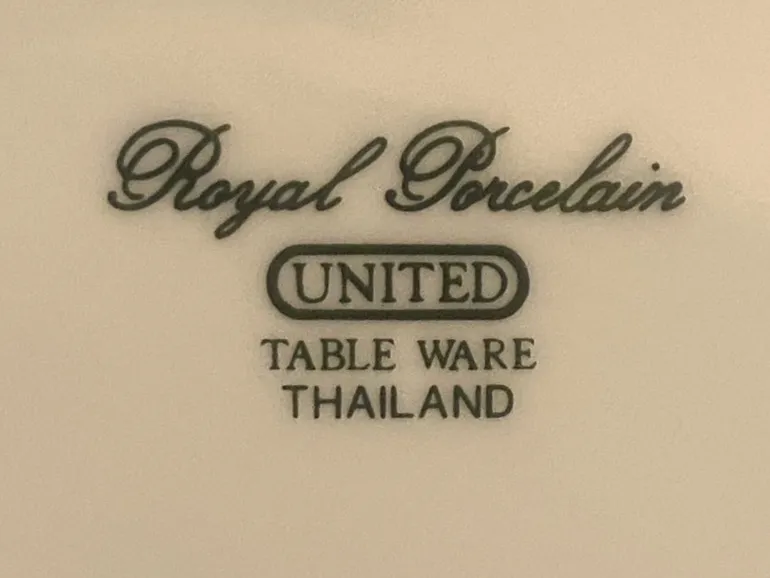 Royal Porcelain
UNITED
TABLE WARE
THAILAND